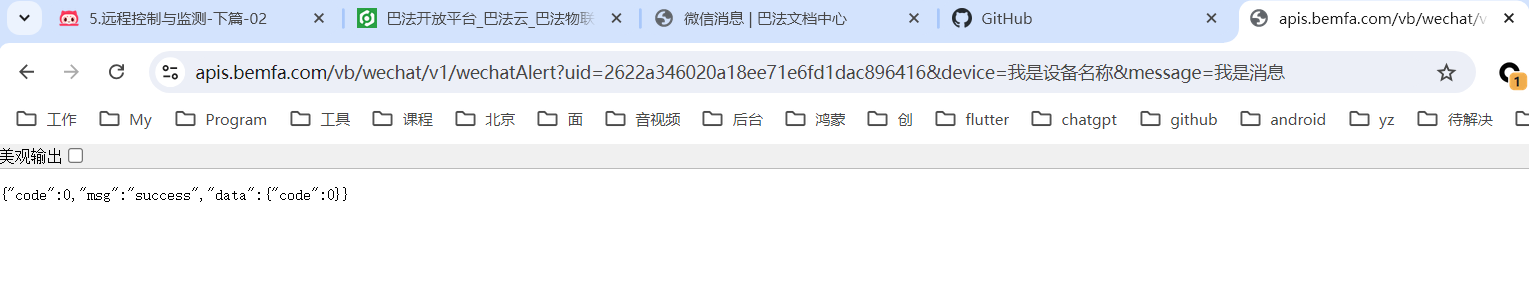 5.远程控制与监测-下篇-02
巴法开放平台_巴法云_巴法物联
微信消息 | 巴法文档中心
GitHub
apis.bemfa.com/vb/wechat/v
apis.bemfa.com/vb/wechat/v1/wechatAlert?uid=2622a346020a18ee71e6fd1dac896416&device=我是设备名称&message=我是消息
1
工作 My Program 工具 课程 北京 面 音视频 后台 鸿蒙 创 flutter chatgpt github android yz 待解决
美观输出
{"code":0,"msg":"success","data":{"code":0}}